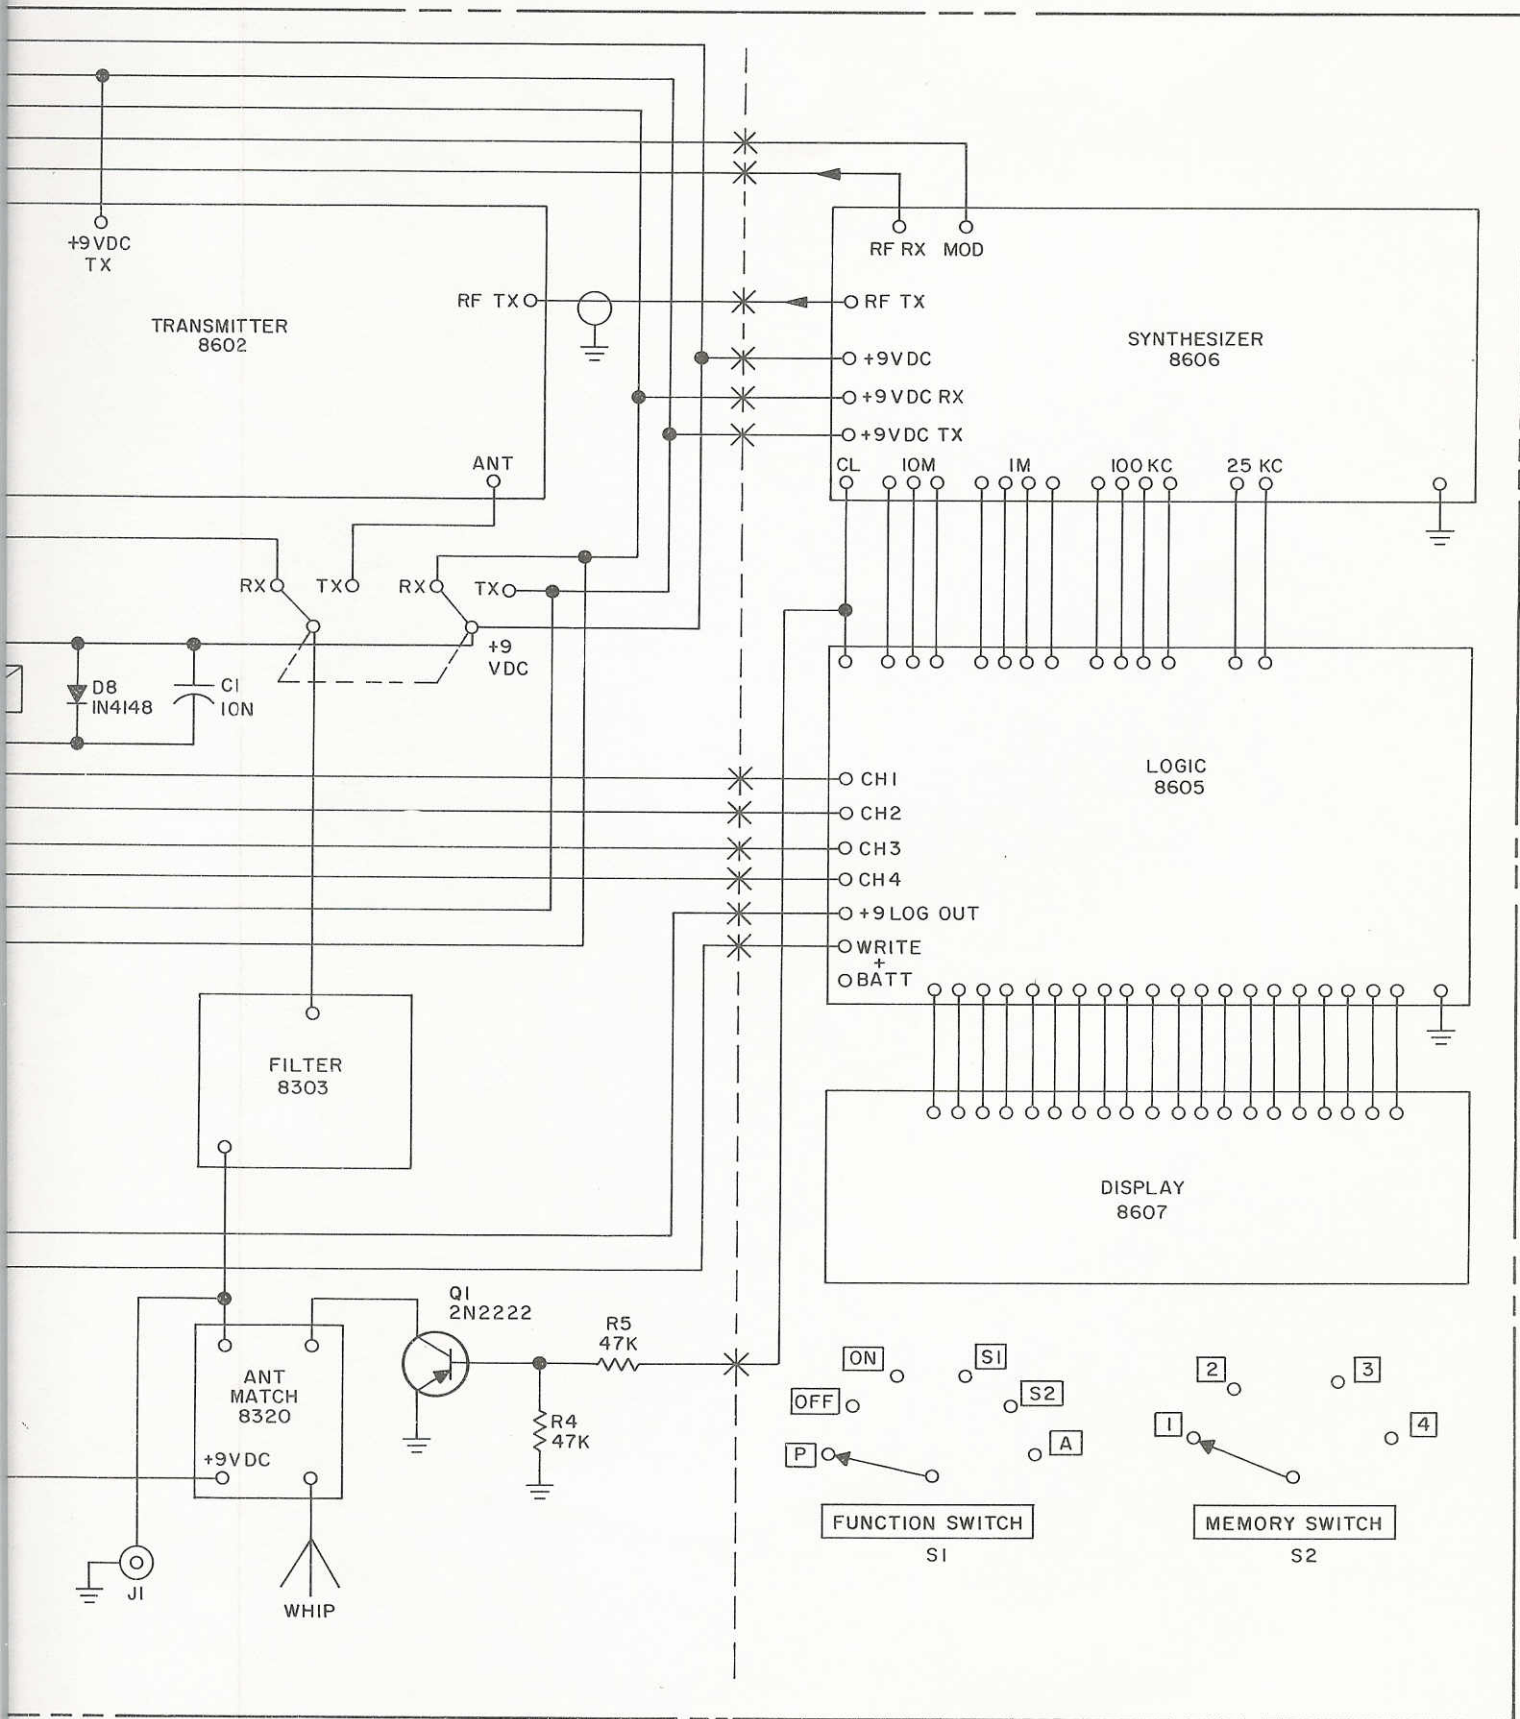 +9VDC
TX
RF RX MOD
RF TX
RF TX
TRANSMITTER
8602
SYNTHESIZER
8606
+9VDC
+9VDC RX
+9VDC TX
ANT
CL 10M 1M 100KC 25 KC
RX TX RX TX
+9
VDC
D8
1N4148
C1
10N
LOGIC
8605
CH1
CH2
CH3
CH4
+9 LOG OUT
WRITE
+
BATT
FILTER
8303
DISPLAY
8607
Q1
2N2222
R5
47K
ANT
MATCH
8320
+9VDC
R4
47K
ON
S1
OFF
S2
P
A
2
3
1
4
FUNCTION SWITCH
S1
MEMORY SWITCH
S2
J1
WHIP